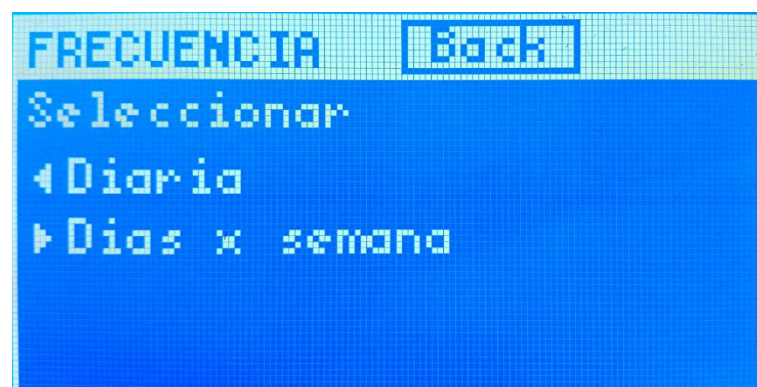 FRECUENCIA Back
Seleccionar
◀Diaria
▶Dias x semana